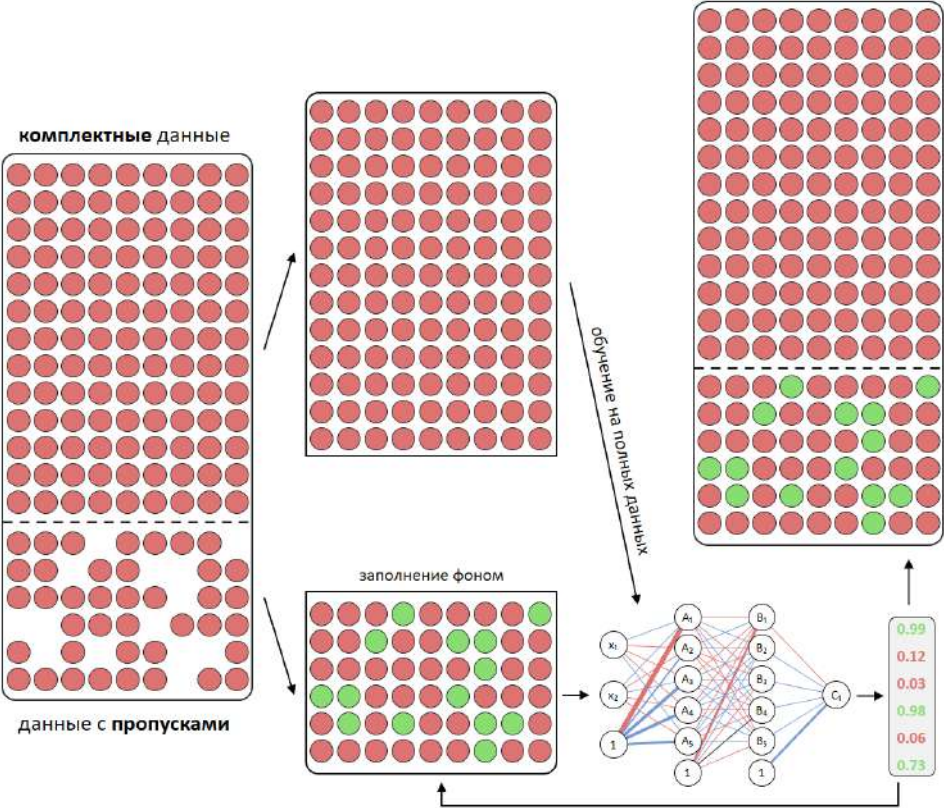 комплектные данные
обучение на полных данных
заполнение фоном
данные с пропусками
x₁
x₂
1
A₁
A₂
A₃
A₄
A₅
1
B₁
B₂
B₃
B₄
B₅
1
C₁
0.99
0.12
0.03
0.98
0.06
0.73